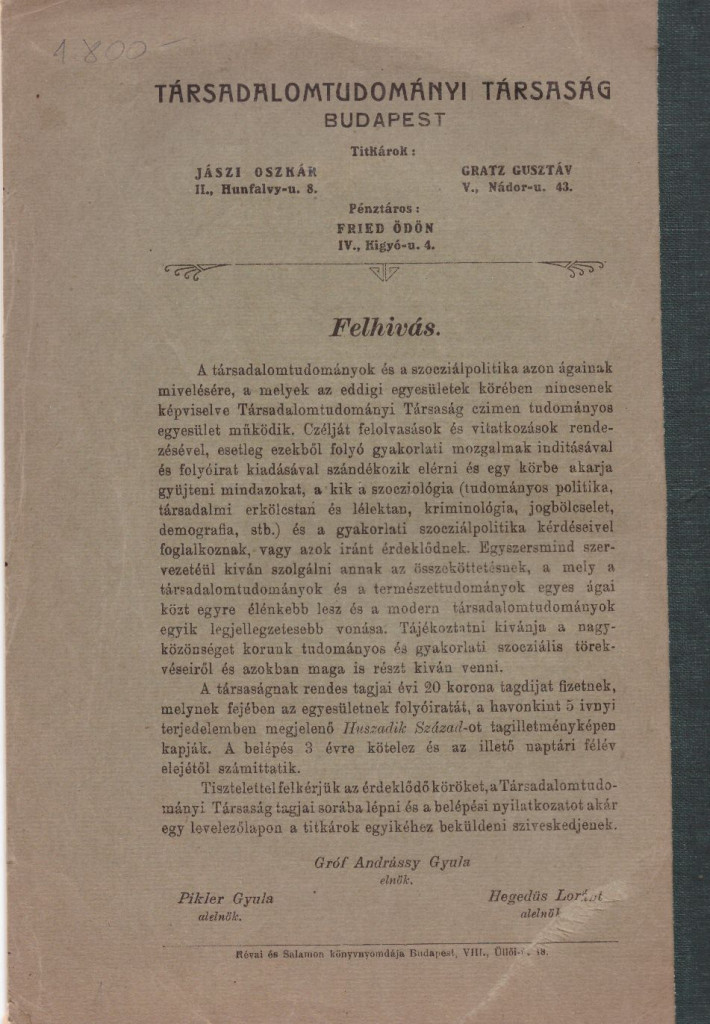 1.800-
TÁRSADALOMTUDOMÁNYI TÁRSASÁG
BUDAPEST
Titkárok:
JÁSZI OSZKÁR
II., Hunfalvy-u. 8.
GRATZ GUSZTÁV
V., Nádor-u. 43.
Pénztáros:
FRIED ÖDÖN
IV., Kigyó-u. 4.
Felhivás.
A társadalomtudományok és a szocziálpolitika azon ágainak
mivelésére, a melyek az eddigi egyesületek körében nincsenek
képviselve Társadalomtudományi Társaság czimen tudományos
egyesület működik. Czélját felolvasások és vitatkozások rende-
zésével, esetleg ezekből folyó gyakorlati mozgalmak inditásával
és folyóirat kiadásával szándékozik elérni és egy körbe akarja
gyüjteni mindazokat, a kik a szocziológia (tudományos politika,
társadalmi erkölcstan és lélektan, kriminológia, jogbölcselet,
demografia, stb.) és a gyakorlati szocziálpolitika kérdéseivel
foglalkoznak, vagy azok iránt érdeklődnek. Egyszersmind szer-
vezetéül kiván szolgálni annak az összeköttetésnek, a mely a
társadalomtudományok és a természettudományok egyes ágai
közt egyre élénkebb lesz és a modern társadalomtudományok
egyik legjellegzetesebb vonása. Tájékoztatni kivánja a nagy-
közönséget korunk tudományos és gyakorlati szocziális törek-
véseiről és azokban maga is részt kiván venni.
A társaságnak rendes tagjai évi 20 korona tagdijat fizetnek,
melynek fejében az egyesületnek folyóiratát, a havonkint 5 ivnyi
terjedelemben megjelenő Huszadik Század-ot tagilletményképen
kapják. A belépés 3 évre kötelez és az illető naptári félév
elejétől számittatik.
Tisztelettel felkérjük az érdeklődő köröket, a Társadalomtudo-
mányi Társaság tagjai sorába lépni és a belépési nyilatkozatot akár
egy levelezőlapon a titkárok egyikéhez beküldeni sziveskedjenek.
Gróf Andrássy Gyula
elnök.
Pikler Gyula
alelnök.
Hegedüs Loránt
alelnök
Révai és Salamon könyvnyomdája Budapest, VIII., Üllői-